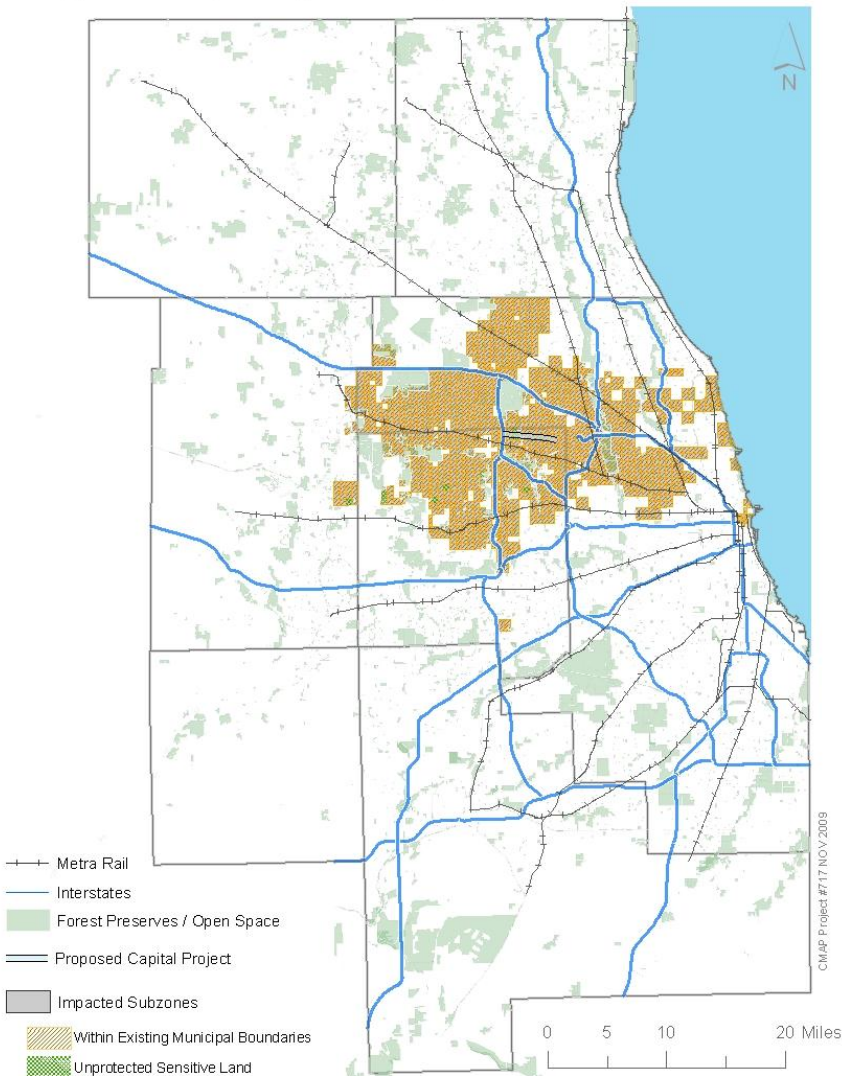 N
Metra Rail
Interstates
Forest Preserves / Open Space
Proposed Capital Project
Impacted Subzones
Within Existing Municipal Boundaries
Unprotected Sensitive Land
0 5 10 20 Miles
CMAP Project #717 NOV 2009